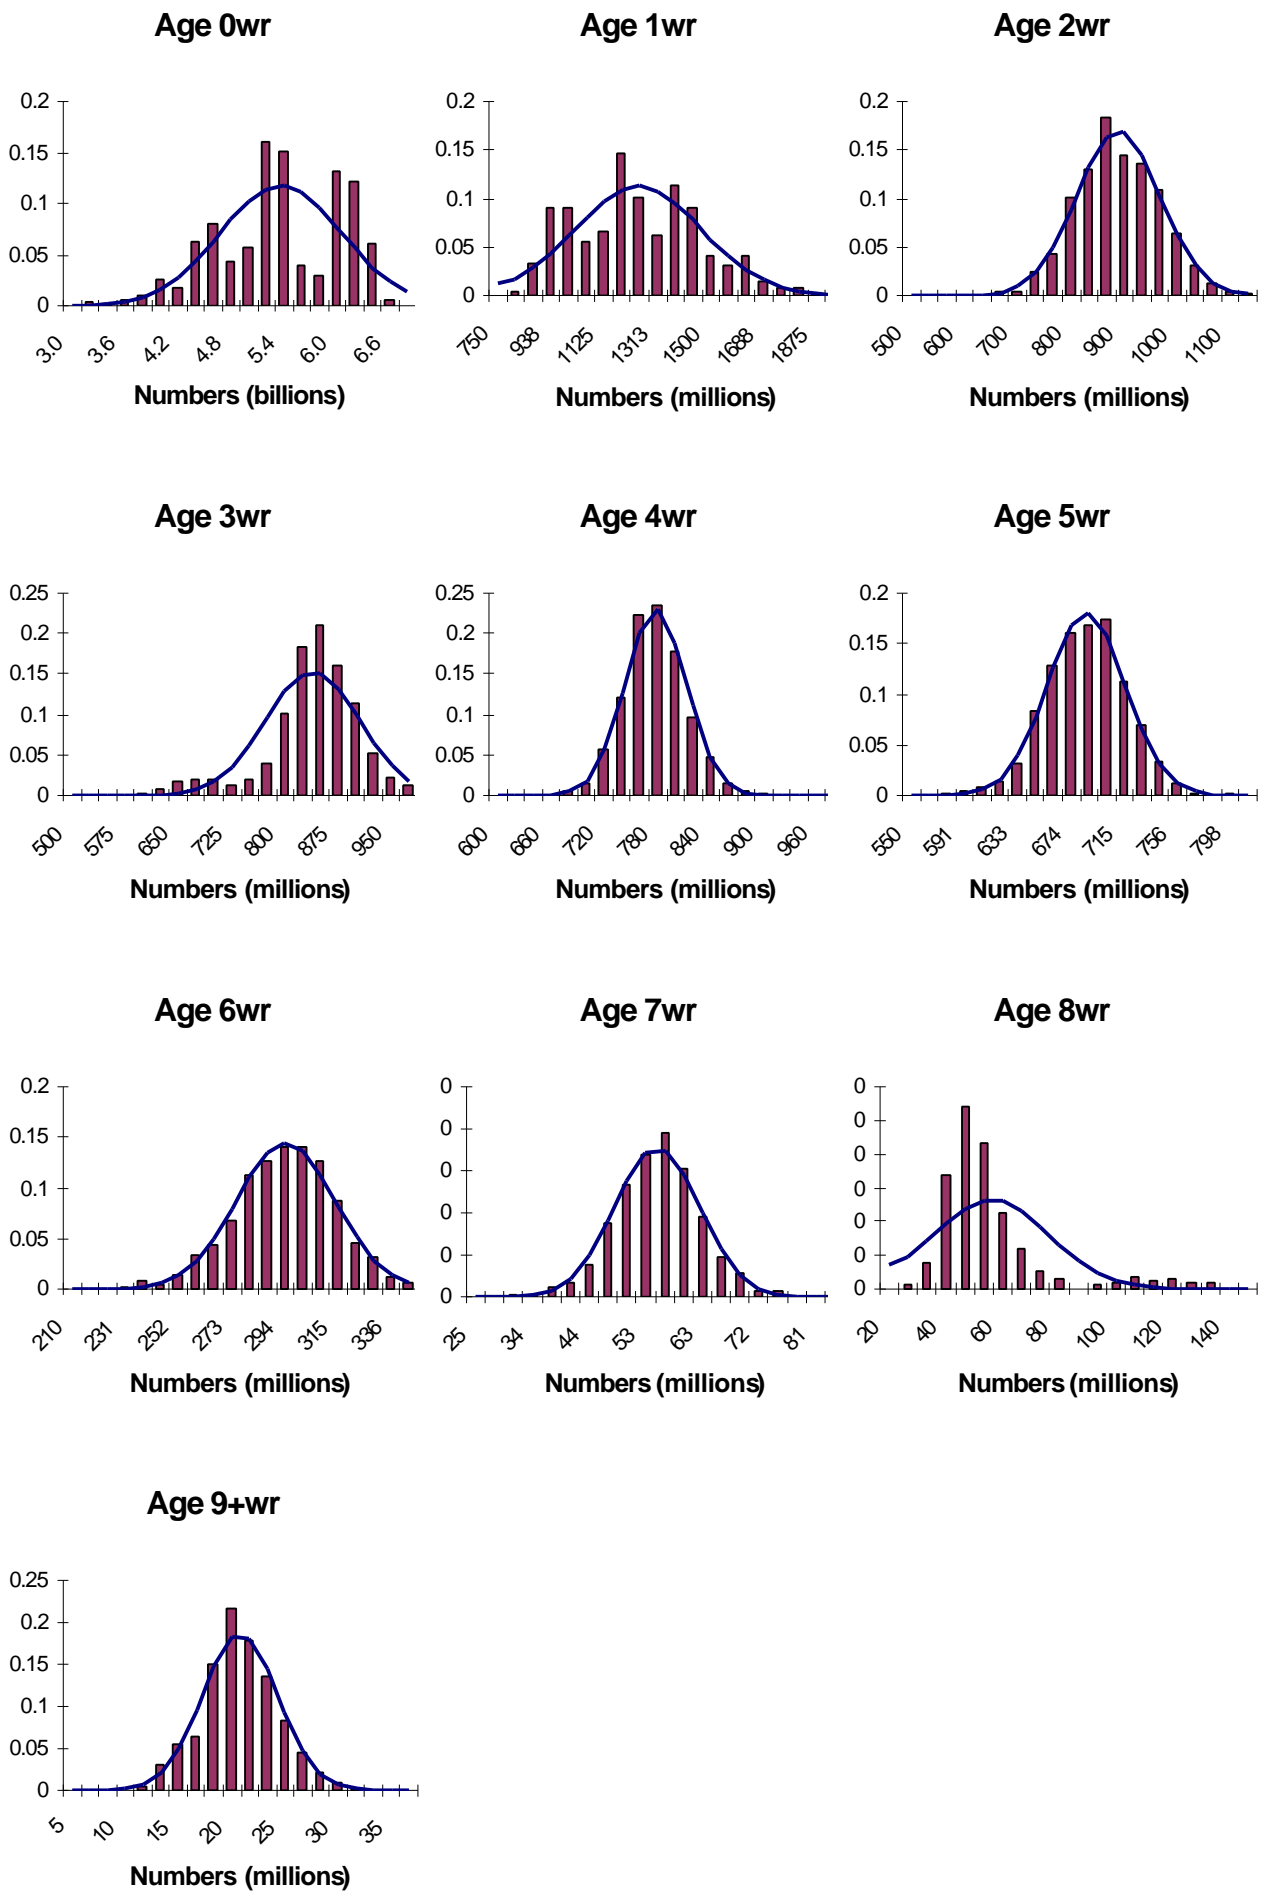 Age 0wr Age 1wr Age 2wr
0.2 0.2 0.2
0.15 0.15 0.15
0.1 0.1 0.1
0.05 0.05 0.05
0 0 0
3.0 3.6 4.2 4.8 5.4 6.0 6.6 750 938 1125 1313 1500 1688 1875 500 600 700 800 900 1000 1100
Numbers (billions) Numbers (millions) Numbers (millions)
Age 3wr Age 4wr Age 5wr
0.25 0.25 0.2
0.2 0.2 0.15
0.15 0.15 0.1
0.1 0.1 0.05
0.05 0.05 0
0 0
500 575 650 725 800 875 950 600 660 720 780 840 900 960 550 591 633 674 715 756 798
Numbers (millions) Numbers (millions) Numbers (millions)
Age 6wr Age 7wr Age 8wr
0.2 0 0
0.15 0 0
0.1 0 0
0.05 0 0
0 0 0
0 0
0
210 231 252 273 294 315 336 25 34 44 53 63 72 81 20 40 60 80 100 120 140
Numbers (millions) Numbers (millions) Numbers (millions)
Age 9+wr
0.25
0.2
0.15
0.1
0.05
0
5 10 15 20 25 30 35
Numbers (millions)